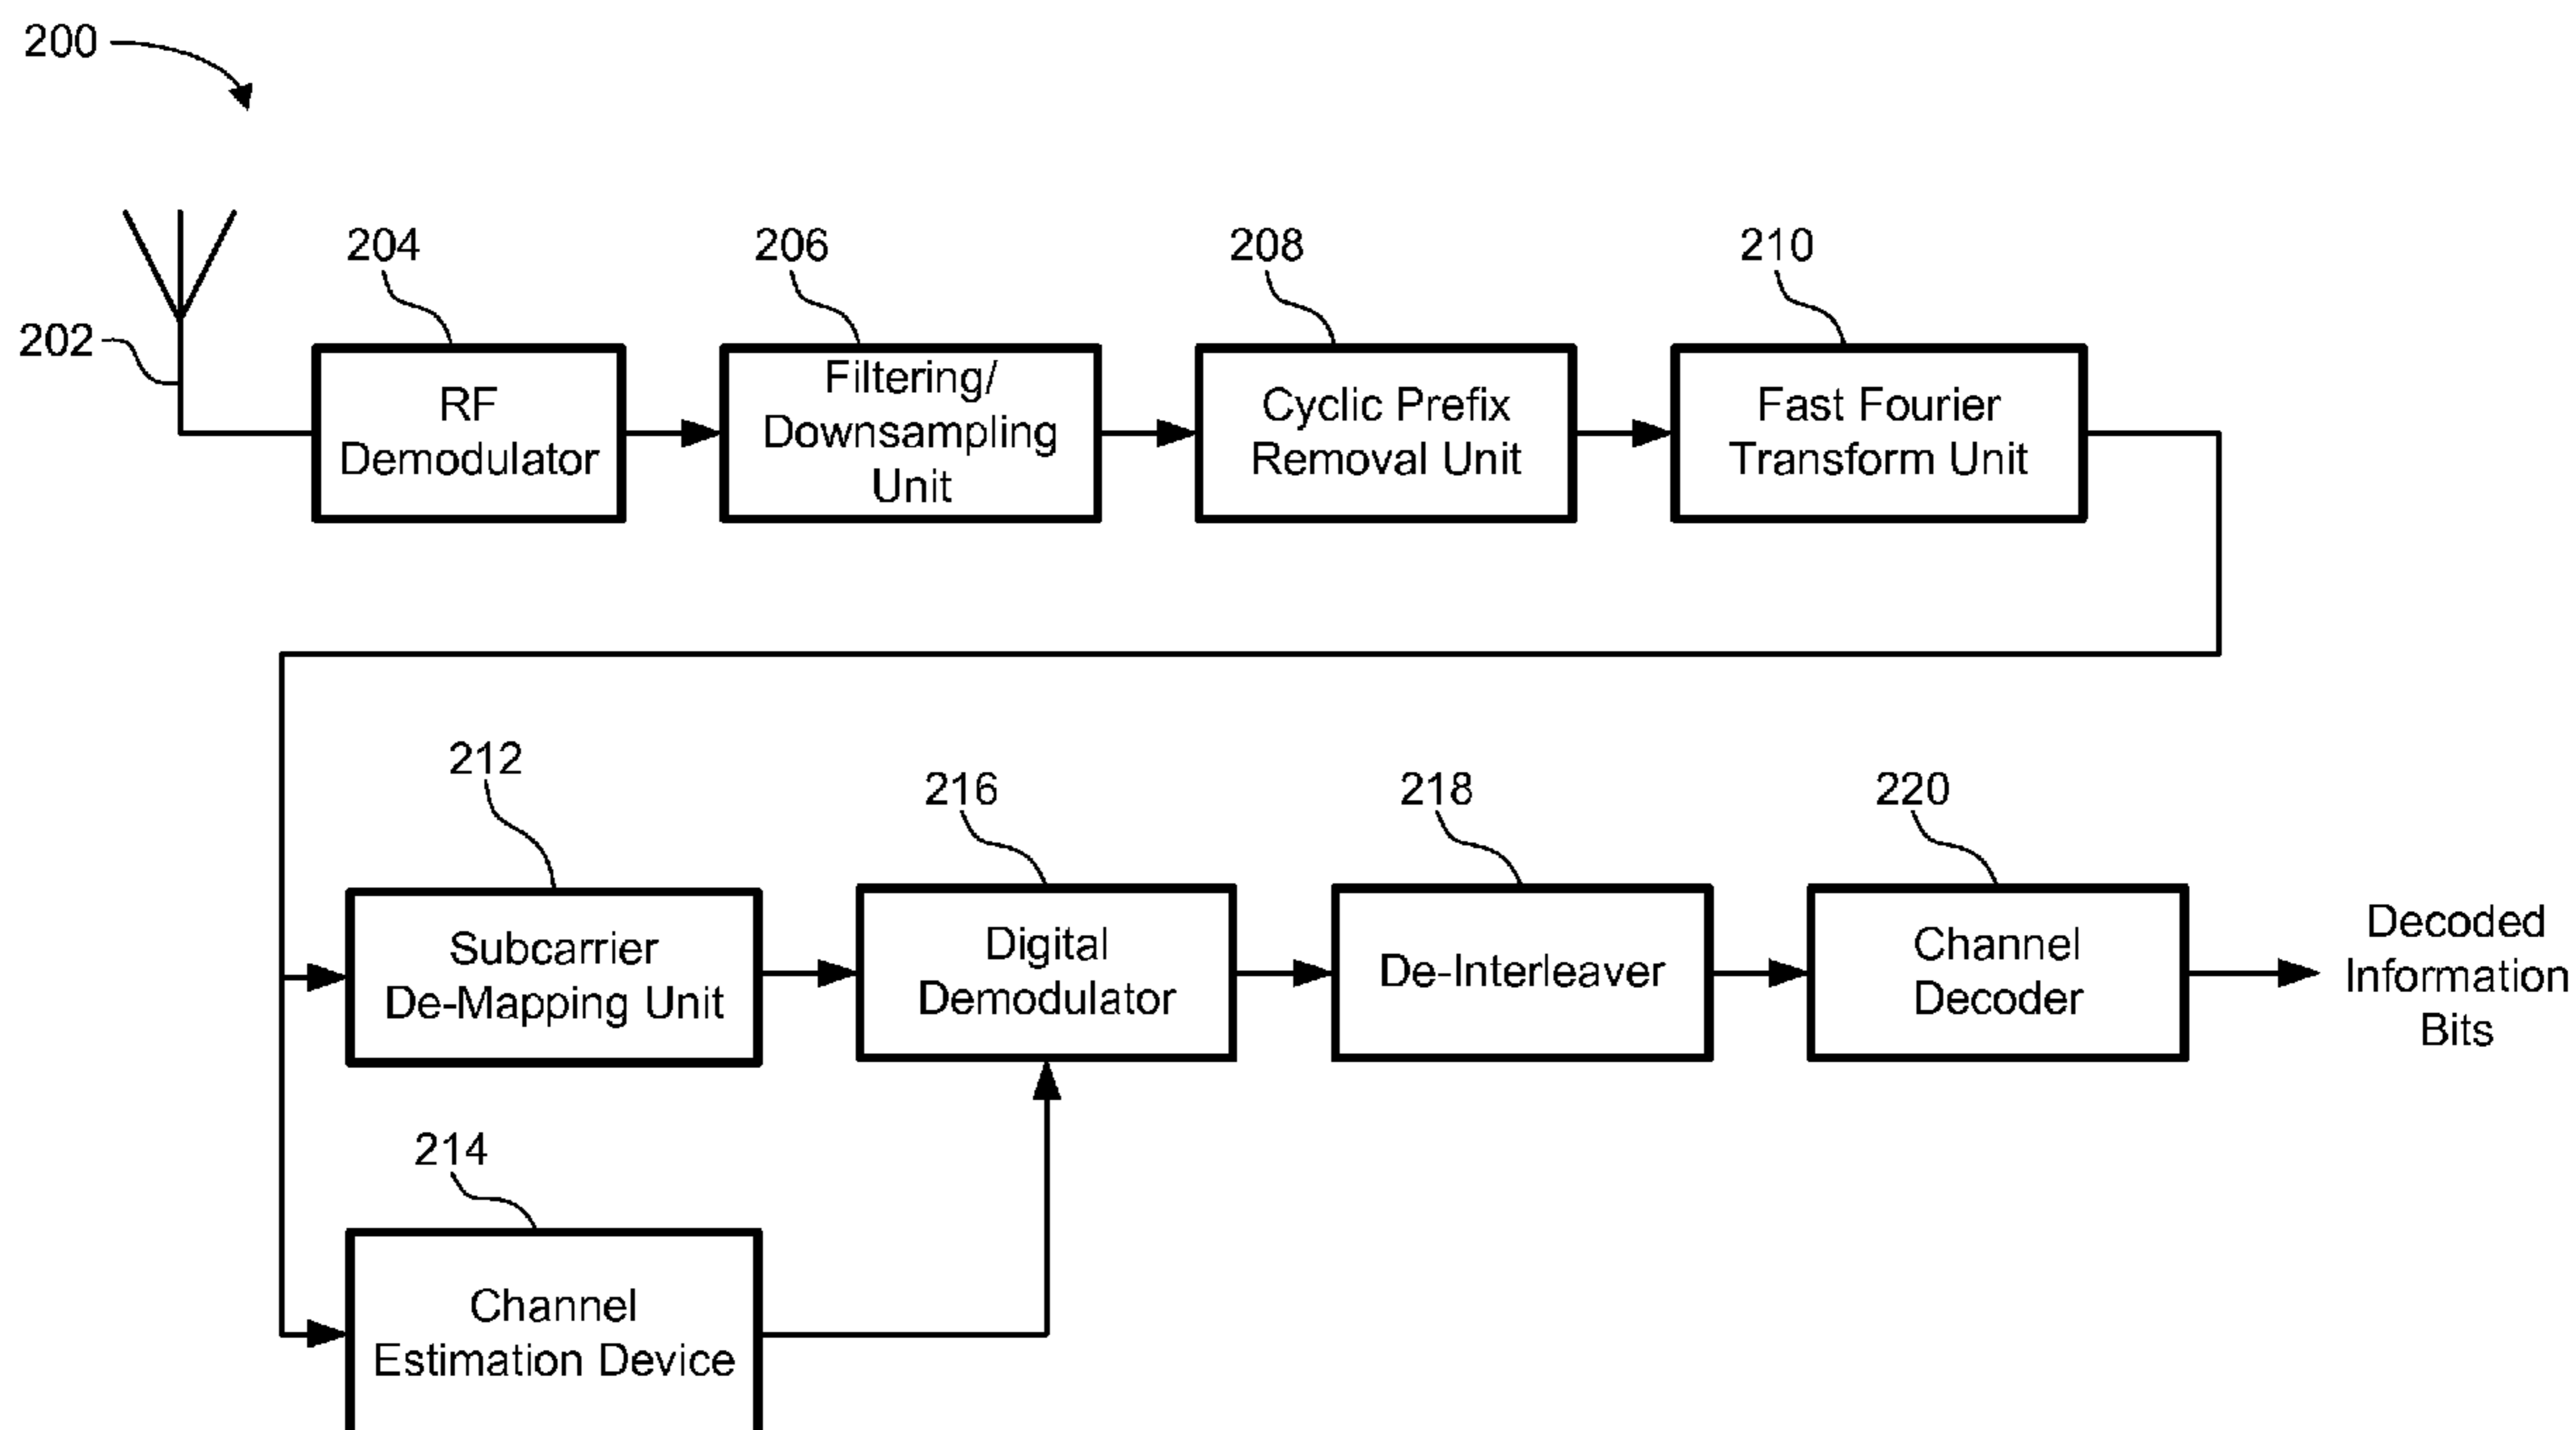 200
204
206
208
210
202
RF
Demodulator
Filtering/
Downsampling
Unit
Cyclic Prefix
Removal Unit
Fast Fourier
Transform Unit
212
216
218
220
Subcarrier
De-Mapping Unit
Digital
Demodulator
De-Interleaver
Channel
Decoder
Decoded
Information
Bits
214
Channel
Estimation Device